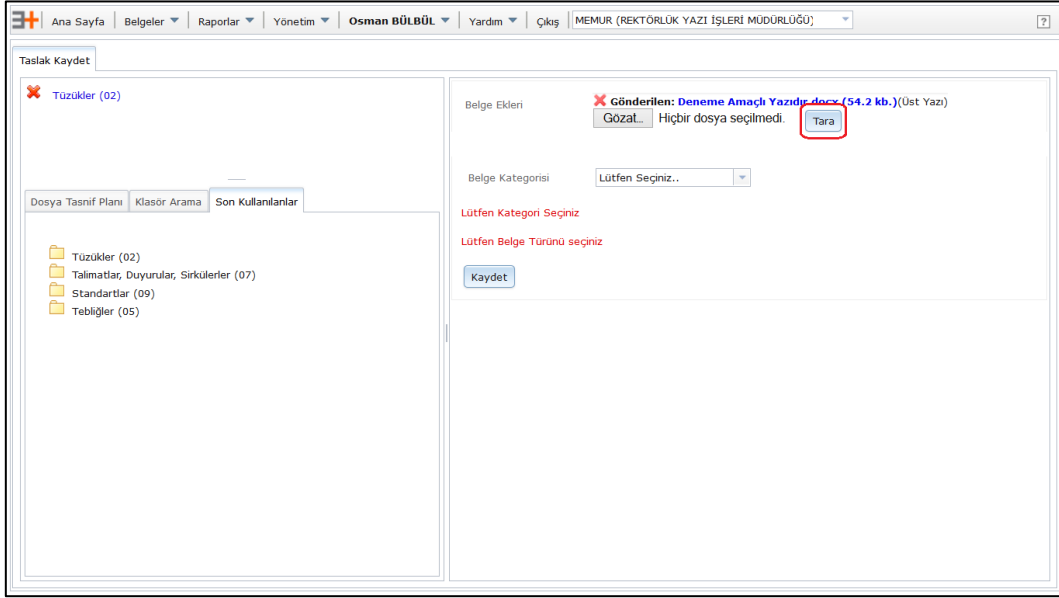 Ana Sayfa Belgeler Raporlar Yönetim Osman BÜLBÜL Yardım Çıkış MEMUR (REKTÖRLÜK YAZI İŞLERİ MÜDÜRLÜĞÜ) ?
Taslak Kaydet
Tüzükler (02)
Dosya Tasnif Planı Klasör Arama Son Kullanılanlar
Tüzükler (02)
Talimatlar, Duyurular, Sirkülerler (07)
Standartlar (09)
Tebliğler (05)
Belge Ekleri
Gönderilen: Deneme Amaçlı Yazıdır.docx (54.2 kb.)(Üst Yazı)
Gözat... Hiçbir dosya seçilmedi. Tara
Belge Kategorisi Lütfen Seçiniz..
Lütfen Kategori Seçiniz
Lütfen Belge Türünü seçiniz
Kaydet